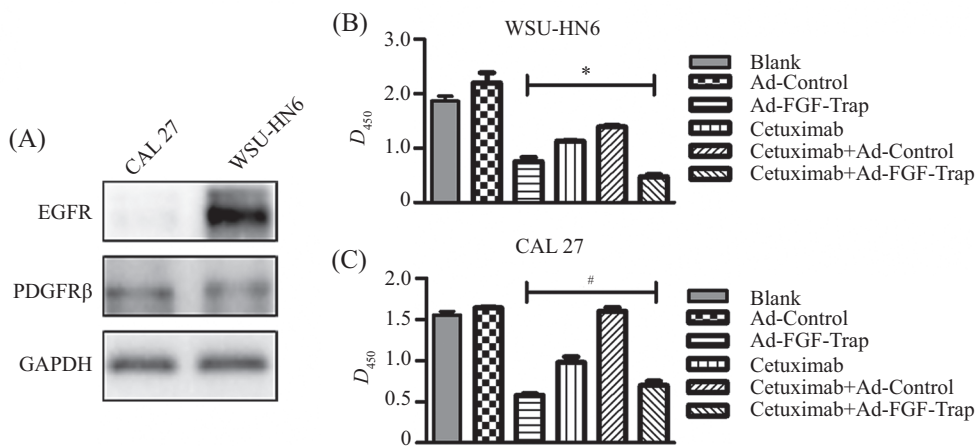 (A)
CAL 27
WSU-HN6
EGFR
PDGFRβ
GAPDH
(B)
WSU-HN6
D450
2.0
1.0
0
*
Blank
Ad-Control
Ad-FGF-Trap
Cetuximab
Cetuximab+Ad-Control
Cetuximab+Ad-FGF-Trap
(C)
CAL 27
D450
2.0
1.5
1.0
0.5
0
#
Blank
Ad-Control
Ad-FGF-Trap
Cetuximab
Cetuximab+Ad-Control
Cetuximab+Ad-FGF-Trap